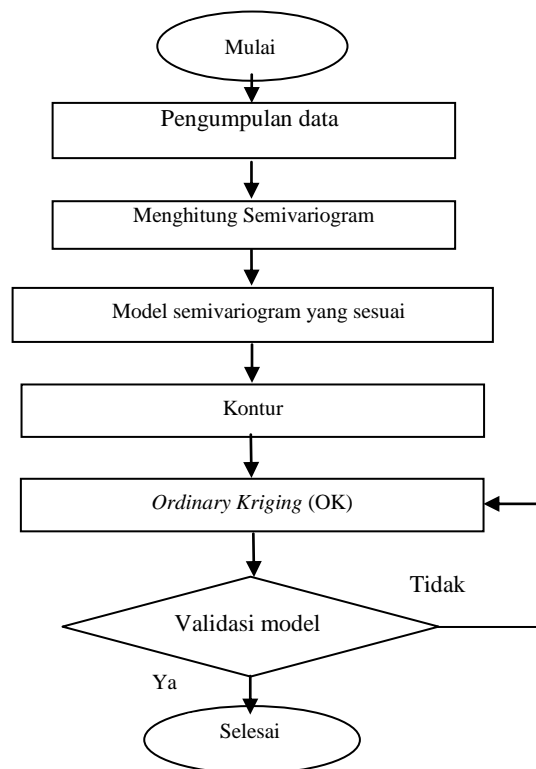 Mulai
Pengumpulan data
Menghitung Semivariogram
Model semivariogram yang sesuai
Kontur
Ordinary Kriging (OK)
Tidak
Validasi model
Ya
Selesai